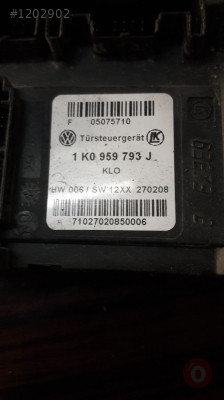 #1202902
F 05075710
Türsteuergerät
1 K0 959 793 J
KLO
HW 006 / SW 12XX 270208
F 71027020850006